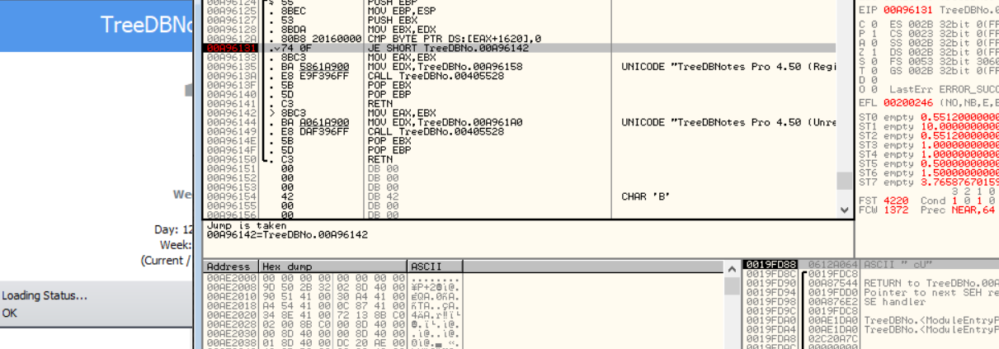 TreeDBNo
We
Day: 12
Week:
(Current /
Loading Status...
OK
00A96124 55 PUSH EBP
00A96125 . 8BEC MOV EBP,ESP
00A96127 . 53 PUSH EBX
00A96128 . 8BDA MOV EBX,EDX
00A9612A . 80B8 20160000 CMP BYTE PTR DS:[EAX+1620],0
00A96131 .v74 0F JE SHORT TreeDBNo.00A96142
00A96133 . 8BC3 MOV EAX,EBX
00A96135 . BA 5861A900 MOV EDX,TreeDBNo.00A96158 UNICODE "TreeDBNotes Pro 4.50 (Regi
00A9613A . E8 E9F396FF CALL TreeDBNo.00405528
00A9613F . 5B POP EBX
00A96140 . 5D POP EBP
00A96141 . C3 RETN
00A96142 > 8BC3 MOV EAX,EBX
00A96144 . BA A061A900 MOV EDX,TreeDBNo.00A961A0 UNICODE "TreeDBNotes Pro 4.50 (Unre
00A96149 . E8 DAF396FF CALL TreeDBNo.00405528
00A9614E . 5B POP EBX
00A9614F . 5D POP EBP
00A96150 . C3 RETN
00A96151 00 DB 00
00A96152 00 DB 00
00A96153 00 DB 00
00A96154 42 DB 42 CHAR 'B'
00A96155 00 DB 00
00A96156 00 DB 00
Jump is taken
00A96142=TreeDBNo.00A96142
EIP 00A96131 TreeDBNo.0
C 0 ES 002B 32bit 0(FF
P 1 CS 0023 32bit 0(FF
A 0 SS 002B 32bit 0(FF
Z 1 DS 002B 32bit 0(FF
S 0 FS 0053 32bit 3060
T 0 GS 002B 32bit 0(FF
D 0
O 0 LastErr ERROR_SUCC
EFL 00200246 (NO,NB,E,B
ST0 empty 0.5512000000
ST1 empty 10.000000000
ST2 empty 0.5512000000
ST3 empty 1.0000000000
ST4 empty 1.0000000000
ST5 empty 0.5000000000
ST6 empty 1.5000000000
ST7 empty 3.7658767015
3 2 1 0
FST 4220 Cond 1 0 1 0
FCW 1372 Prec NEAR,64
Address Hex dump ASCII
00AE2000 00 00 00 00 00 00 00 00 ........
00AE2008 9D 50 2B 32 02 8D 40 00
00AE2010 90 51 41 00 30 A4 41 00
00AE2018 A4 54 41 00 0C 87 41 00
00AE2020 34 8E 41 00 72 13 8B C0
00AE2028 02 00 8B C0 00 8D 40 00
00AE2030 00 8D 40 00 00 8D 40 00
00AE2038 01 8D 40 00 DC 20 AE 00
0019FD88 0612A064 ASCII " cU"
0019FD8C 0019FDC8
0019FD90 00A87544 RETURN to TreeDBNo.00A
0019FD94 0019FDD0 Pointer to next SEH re
0019FD98 00A876E2 SE handler
0019FD9C 0019FDC8
0019FDA0 00AE1DA0 TreeDBNo.<ModuleEntryP
0019FDA4 00AE1DA0 TreeDBNo.<ModuleEntryP
0019FDA8 02C20A7C
0019FDAC 00000000